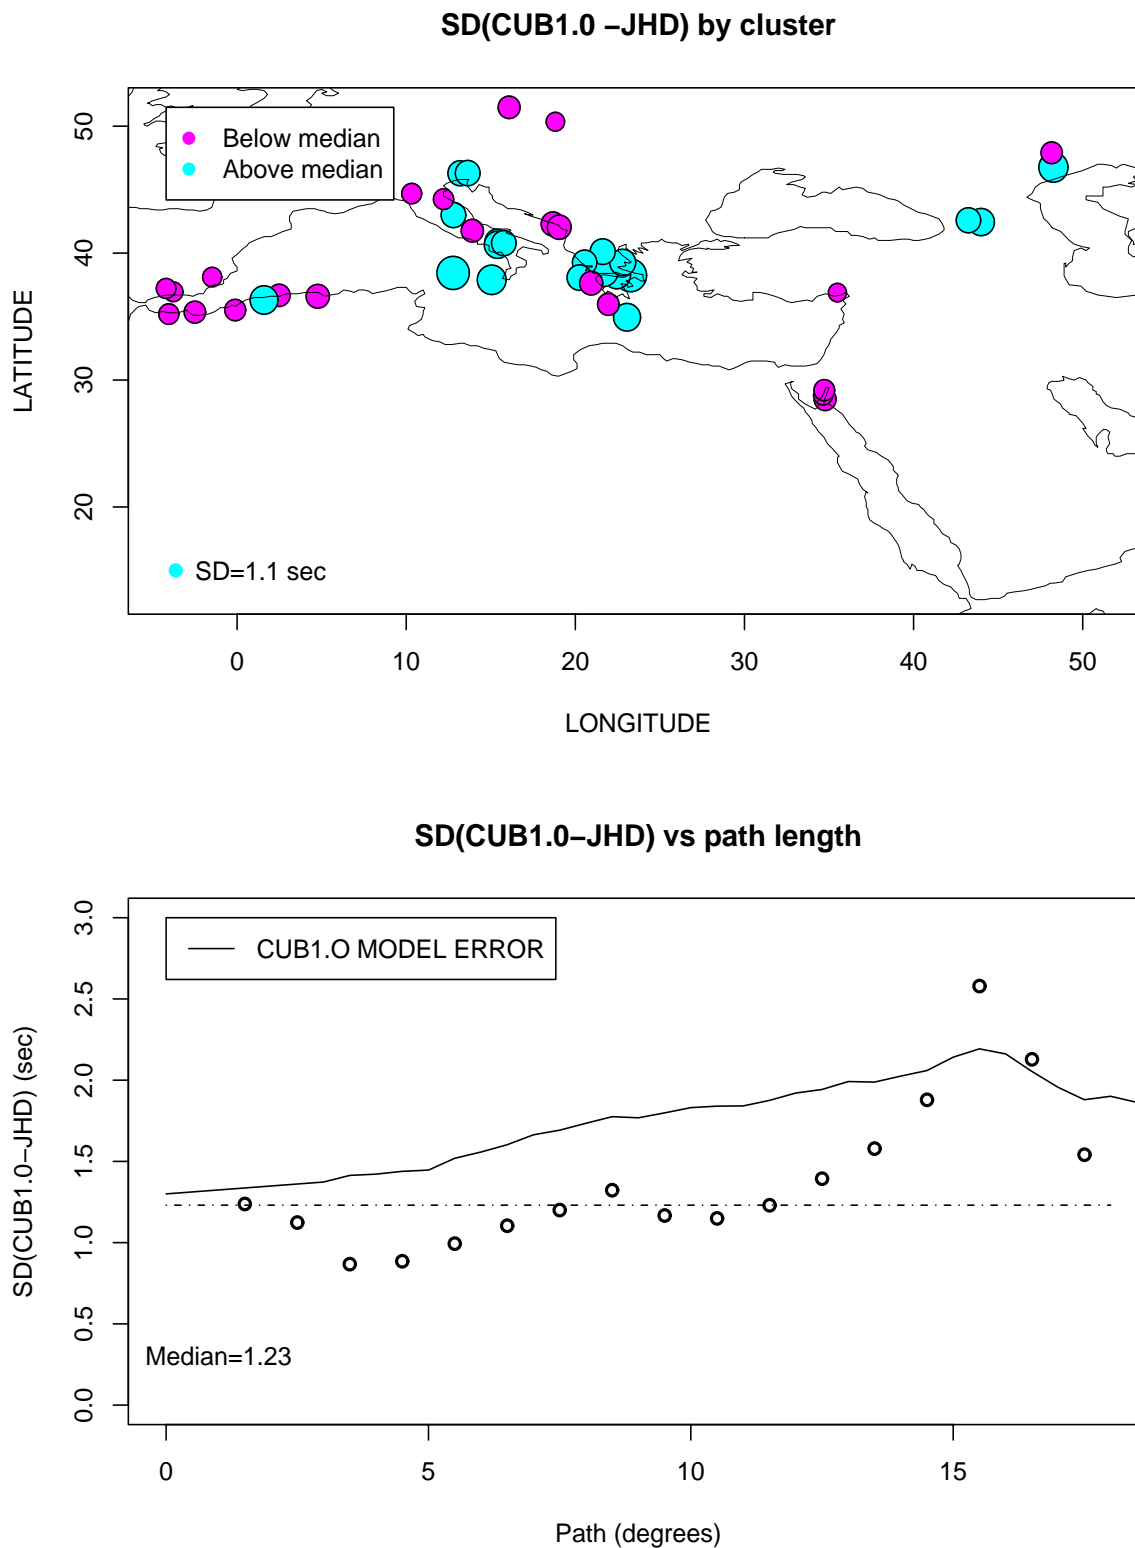 SD(CUB1.0 −JHD) by cluster
Below median
Above median
SD=1.1 sec
LATITUDE
50
40
30
20
0 10 20 30 40 50
LONGITUDE
SD(CUB1.0−JHD) vs path length
CUB1.O MODEL ERROR
Median=1.23
SD(CUB1.0−JHD) (sec)
3.0
2.5
2.0
1.5
1.0
0.5
0.0
0 5 10 15
Path (degrees)